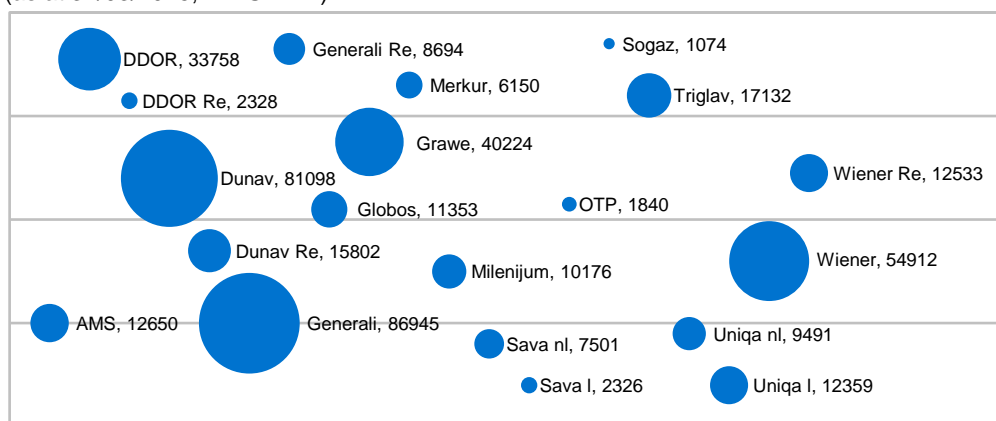 DDOR, 33758
Generali Re, 8694
Sogaz, 1074
Merkur, 6150
DDOR Re, 2328
Triglav, 17132
Grawe, 40224
Dunav, 81098
Wiener Re, 12533
Globos, 11353
OTP, 1840
Dunav Re, 15802
Milenijum, 10176
Wiener, 54912
AMS, 12650
Generali, 86945
Sava nl, 7501
Uniqa nl, 9491
Sava l, 2326
Uniqa l, 12359